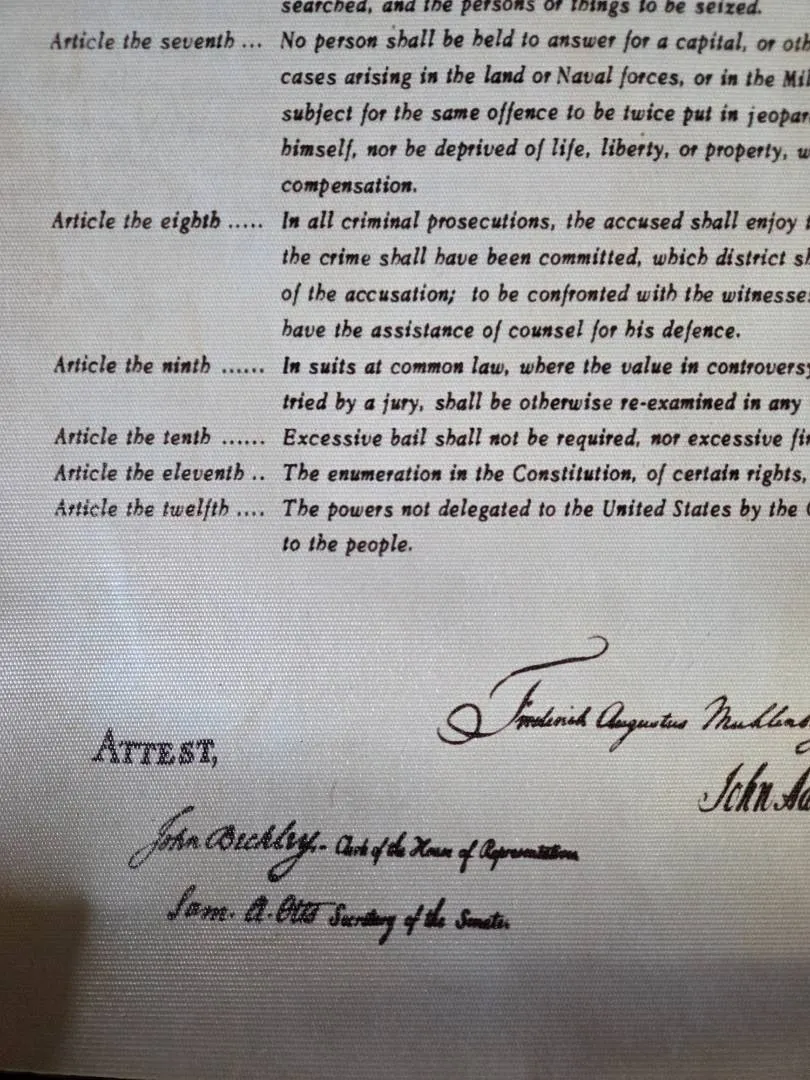 searched, and the persons or things to be seized.
Article the seventh ... No person shall be held to answer for a capital, or oth
cases arising in the land or Naval forces, or in the Mil
subject for the same offence to be twice put in jeopar
himself, nor be deprived of life, liberty, or property, w
compensation.
Article the eighth ..... In all criminal prosecutions, the accused shall enjoy t
the crime shall have been committed, which district sh
of the accusation; to be confronted with the witnesses
have the assistance of counsel for his defence.
Article the ninth ...... In suits at common law, where the value in controversy
tried by a jury, shall be otherwise re-examined in any
Article the tenth ...... Excessive bail shall not be required, nor excessive fin
Article the eleventh .. The enumeration in the Constitution, of certain rights,
Article the twelfth .... The powers not delegated to the United States by the C
to the people.
Frederick Augustus Muhlenb
ATTEST,
John Ad
John Beckley - Clerk of the House of Representatives
Sam. A. Otis Secretary of the Senate.